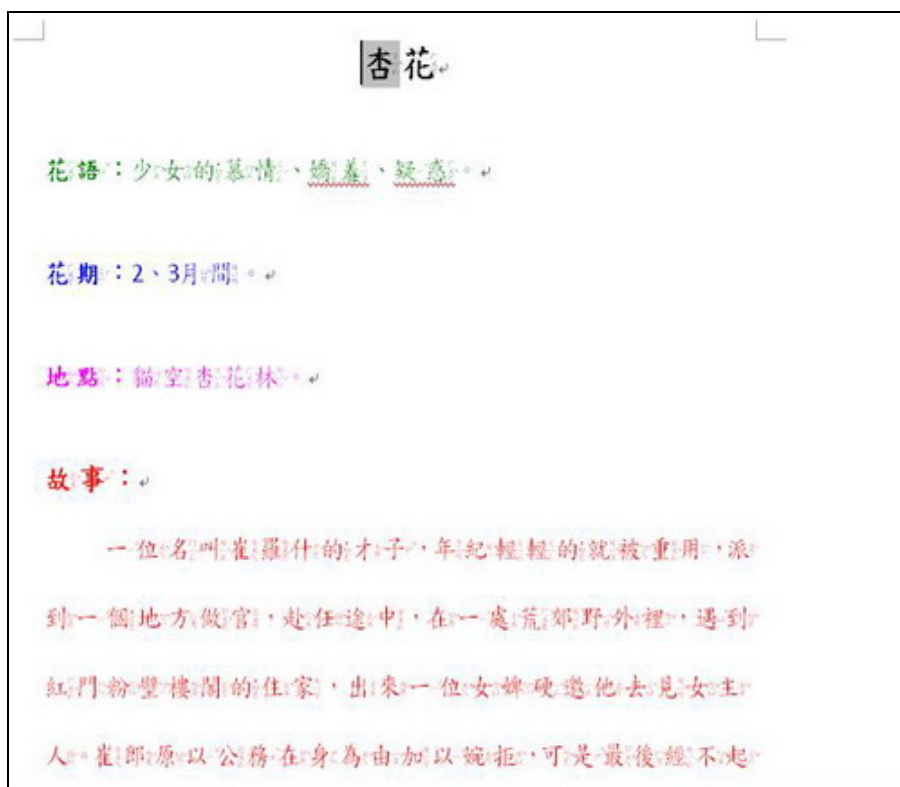 杏花
花語：少女的慕情、嬌羞、疑惑。
花期：2、3月間。
地點：貓空杏花林。
故事：
一位名叫崔羅什的才子，年紀輕輕的就被重用，派
到一個地方做官，赴任途中，在一處荒郊野外裡，遇到
紅門粉壁樓閣的住家，出來一位女婢硬邀他去見女主
人。崔郎原以公務在身為由加以婉拒，可是最後經不起